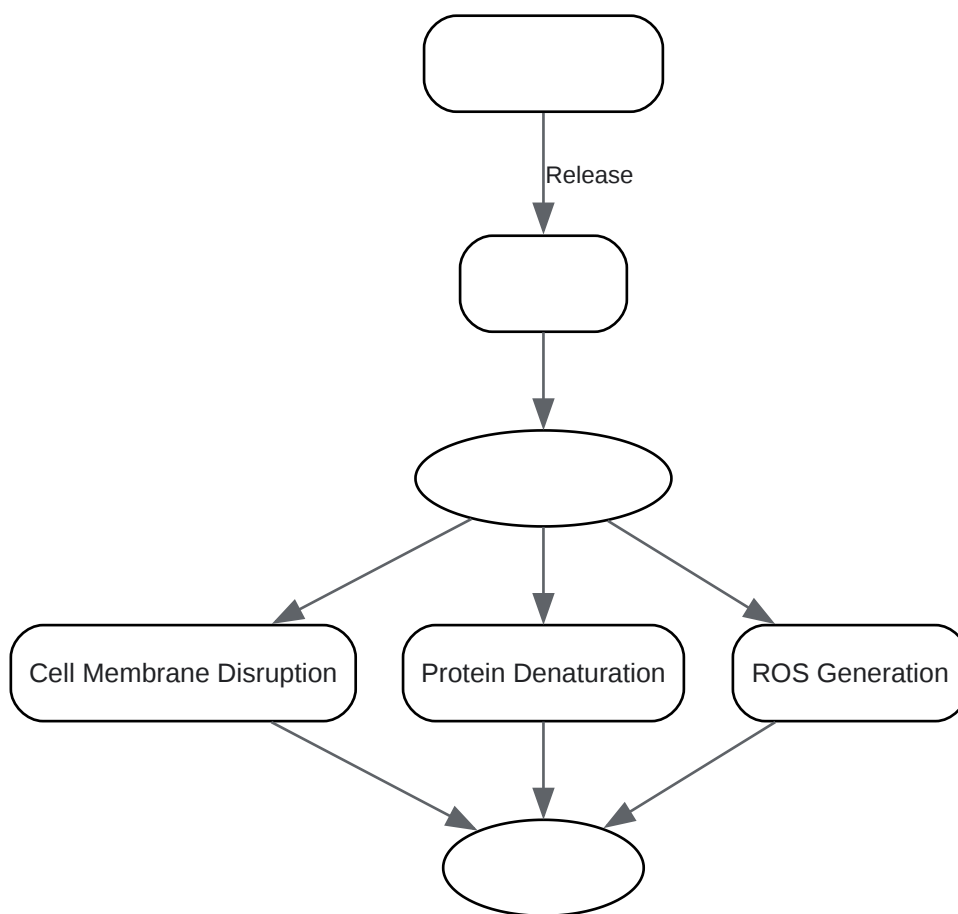 Release
Cell Membrane Disruption
Protein Denaturation
ROS Generation